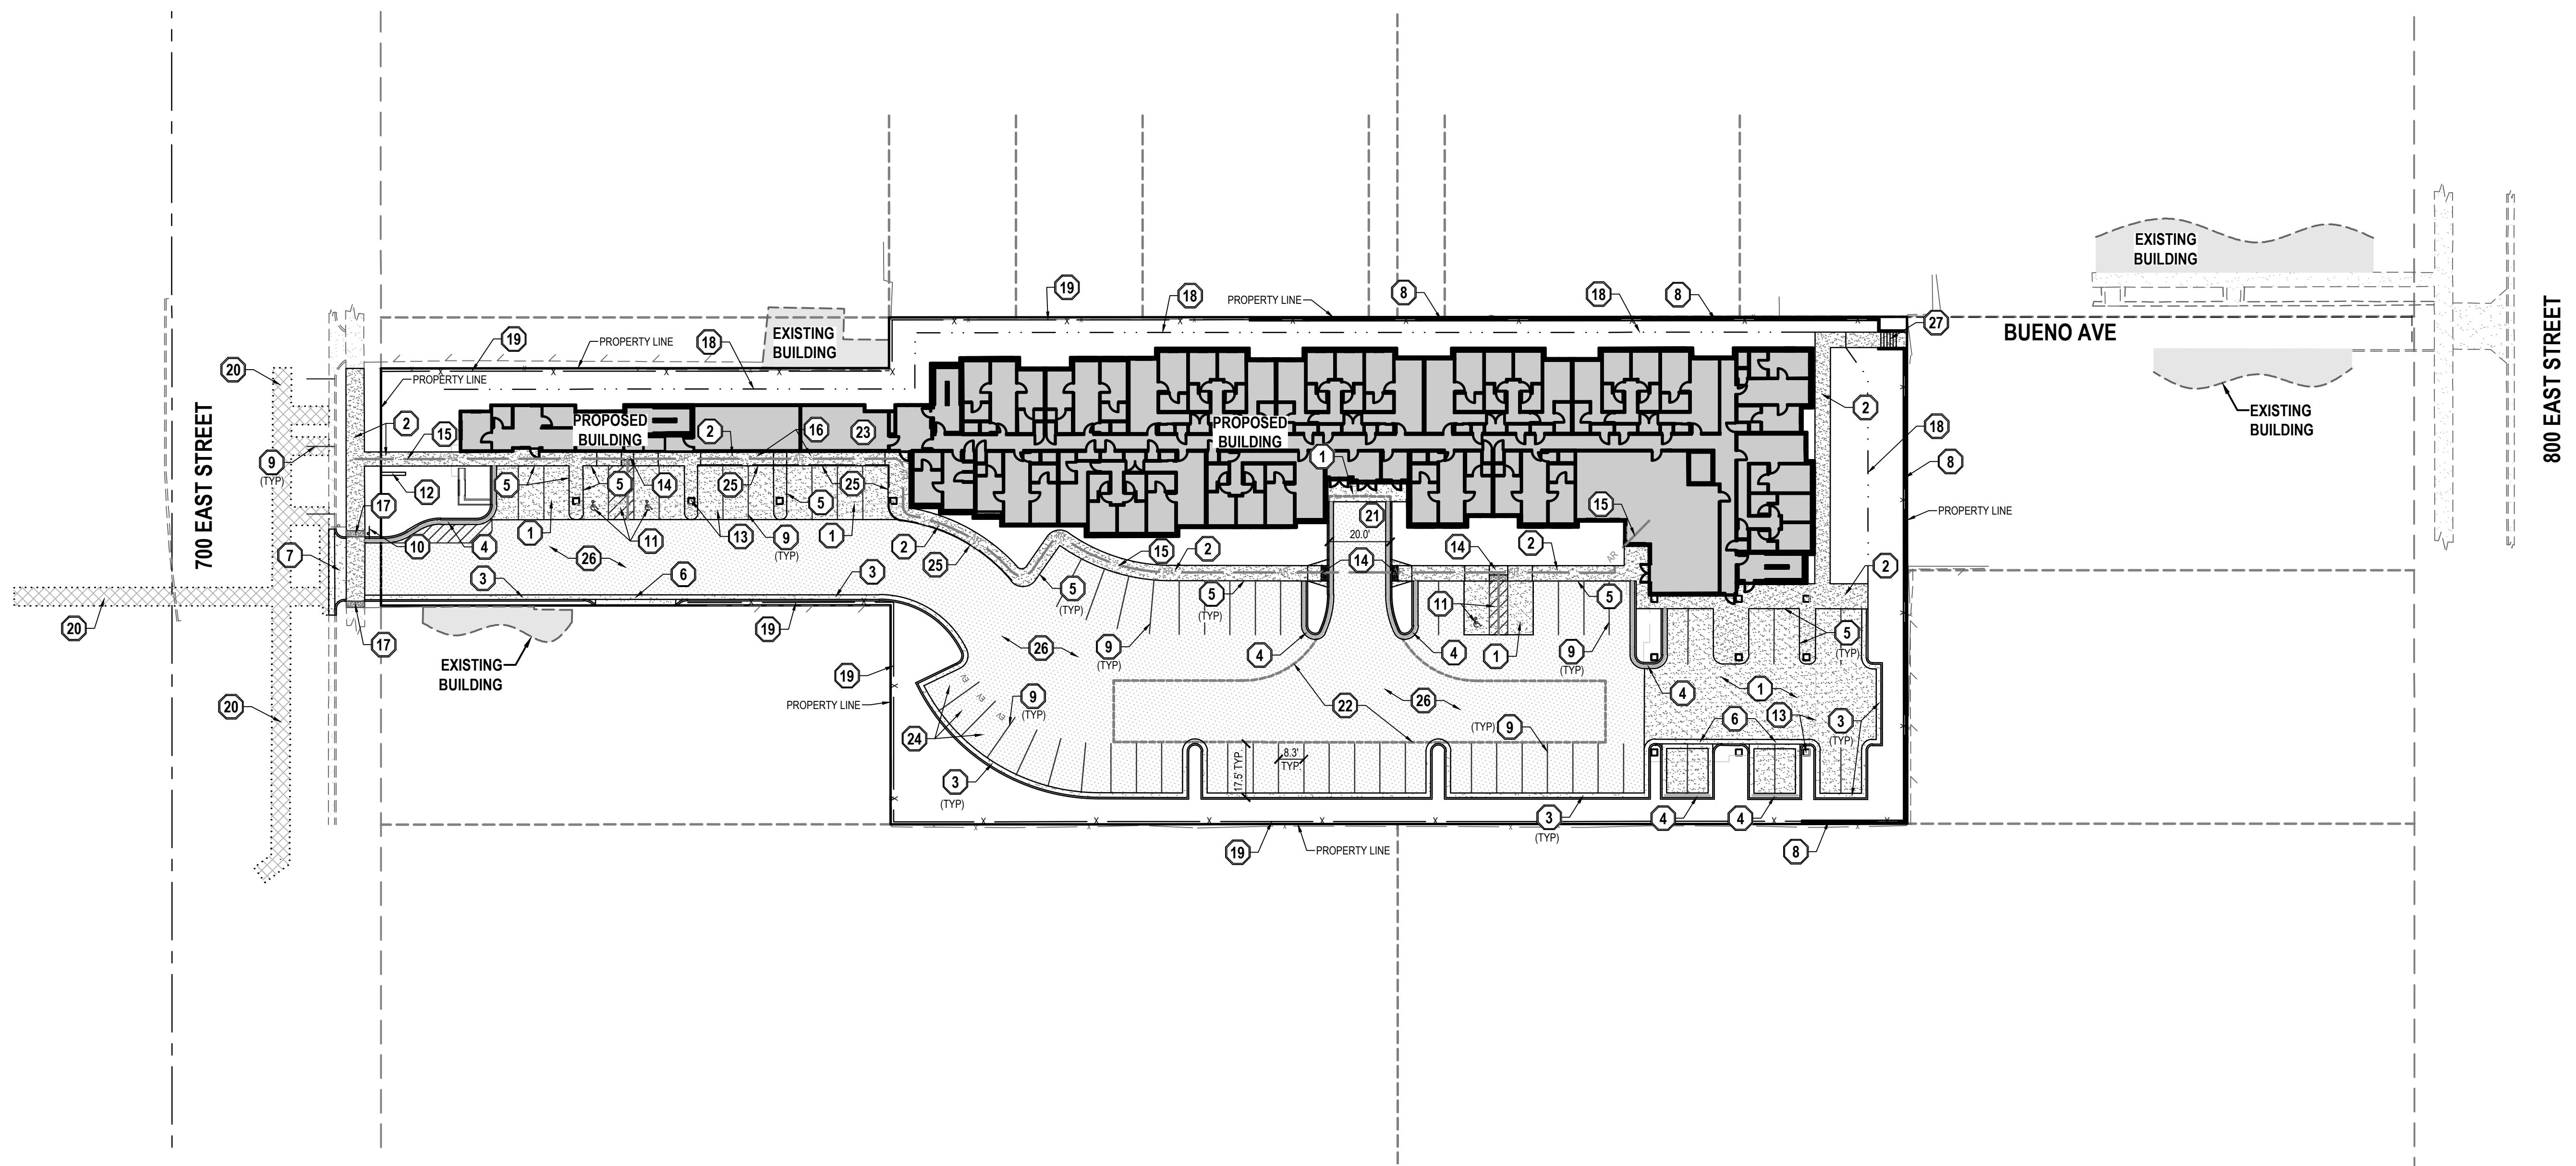 EXISTING
BUILDING
19
18
PROPERTY LINE
8
18
8
27
BUENO AVE
800 EAST STREET
19
PROPERTY LINE
18
EXISTING
BUILDING
20
PROPERTY LINE
700 EAST STREET
2
15
PROPOSED
BUILDING
2
16
23
PROPOSED
BUILDING
2
18
EXISTING
BUILDING
9
(TYP)
12
5
5
14
25
5
25
1
8
17
21
15
PROPERTY LINE
10
4
1
11
13
9
(TYP)
1
2
25
20.0'
7
26
15
2
14
14
2
AR
2
3
6
3
5
(TYP)
5
(TYP)
11
5
20
17
19
EXISTING
BUILDING
26
9
(TYP)
4
4
1
9
(TYP)
5
(TYP)
19
PROPERTY LINE
EV
EV
EV
9
(TYP)
26
4
1
20
24
22
(TYP)
9
6
13
3
(TYP)
3
(TYP)
17.5' TYP.
8.3'
TYP.
3
(TYP)
4
4
19
PROPERTY LINE
8